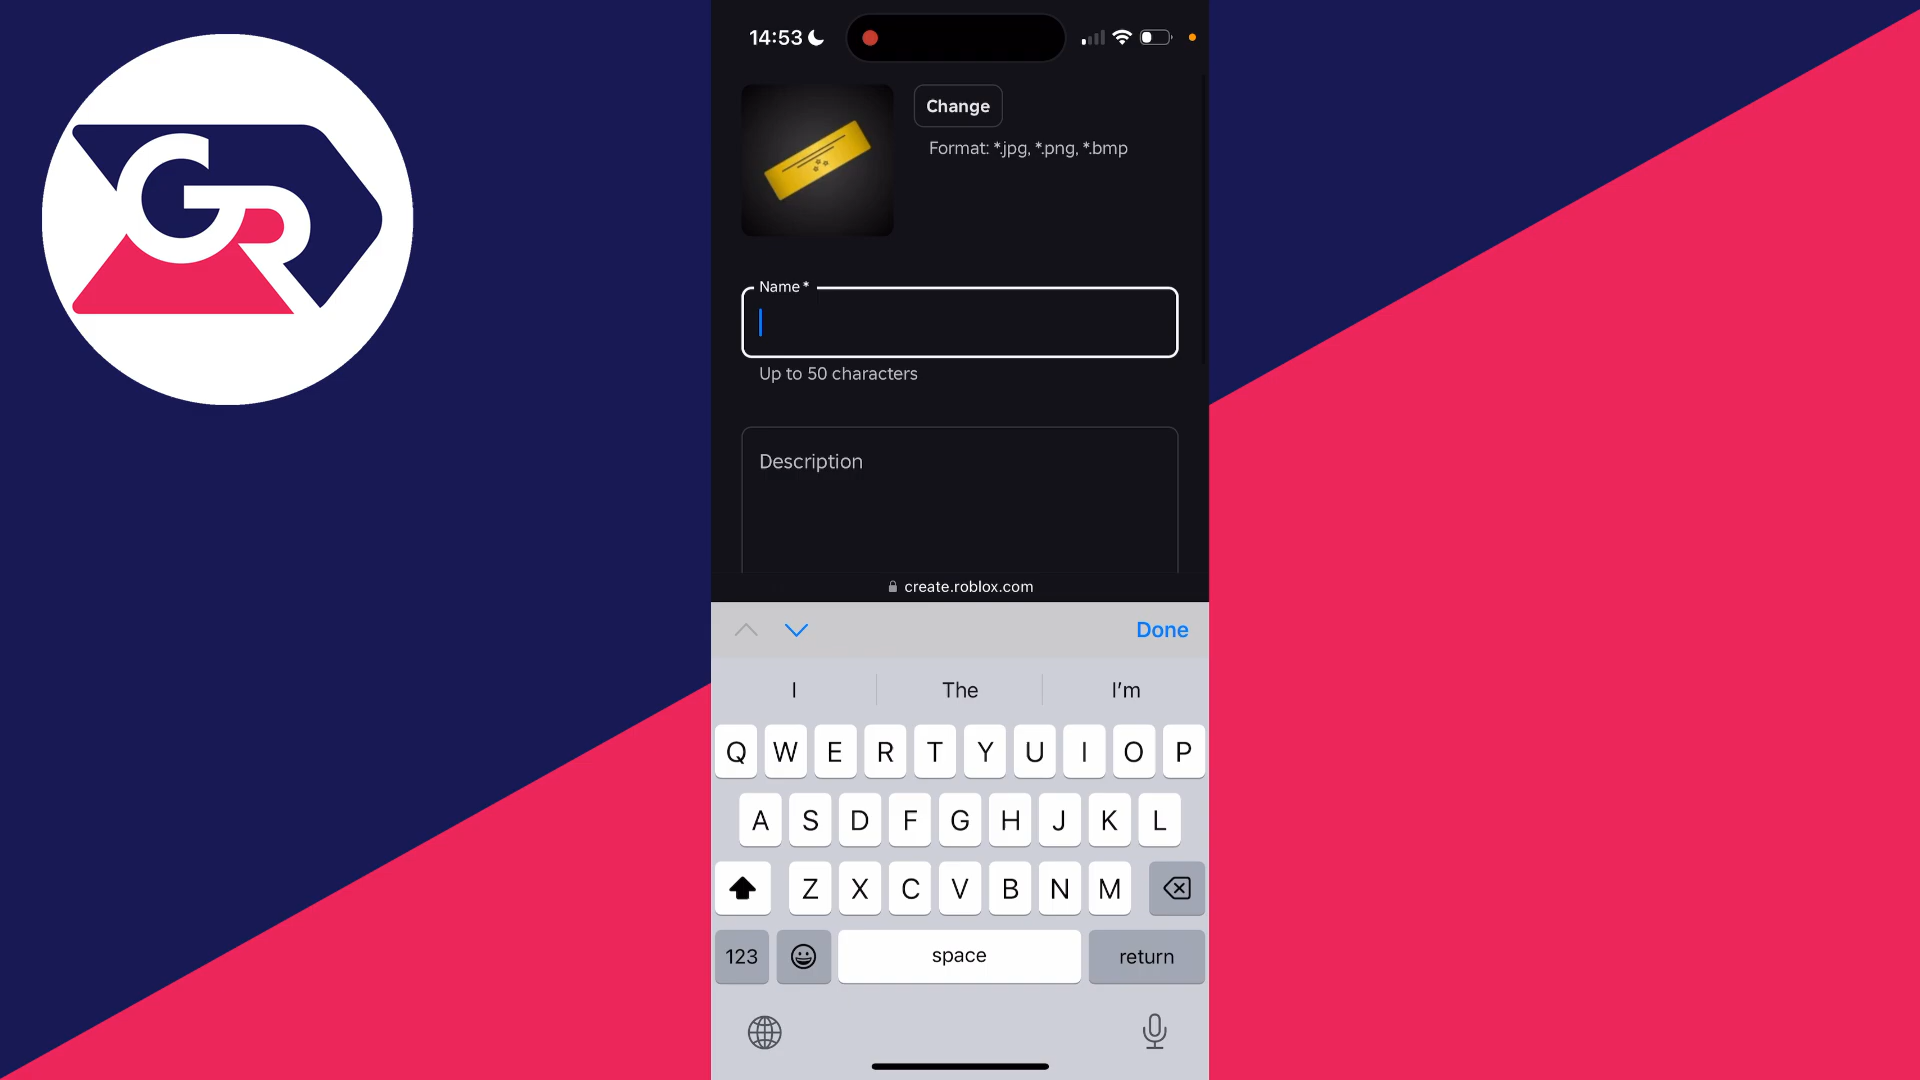 GR
14:53
Change
Format: *.jpg, *.png, *.bmp
Name *
Up to 50 characters
Description
create.roblox.com
Done
I The I'm
Q W E R T Y U I O P
A S D F G H J K L
Z X C V B N M
123 space return